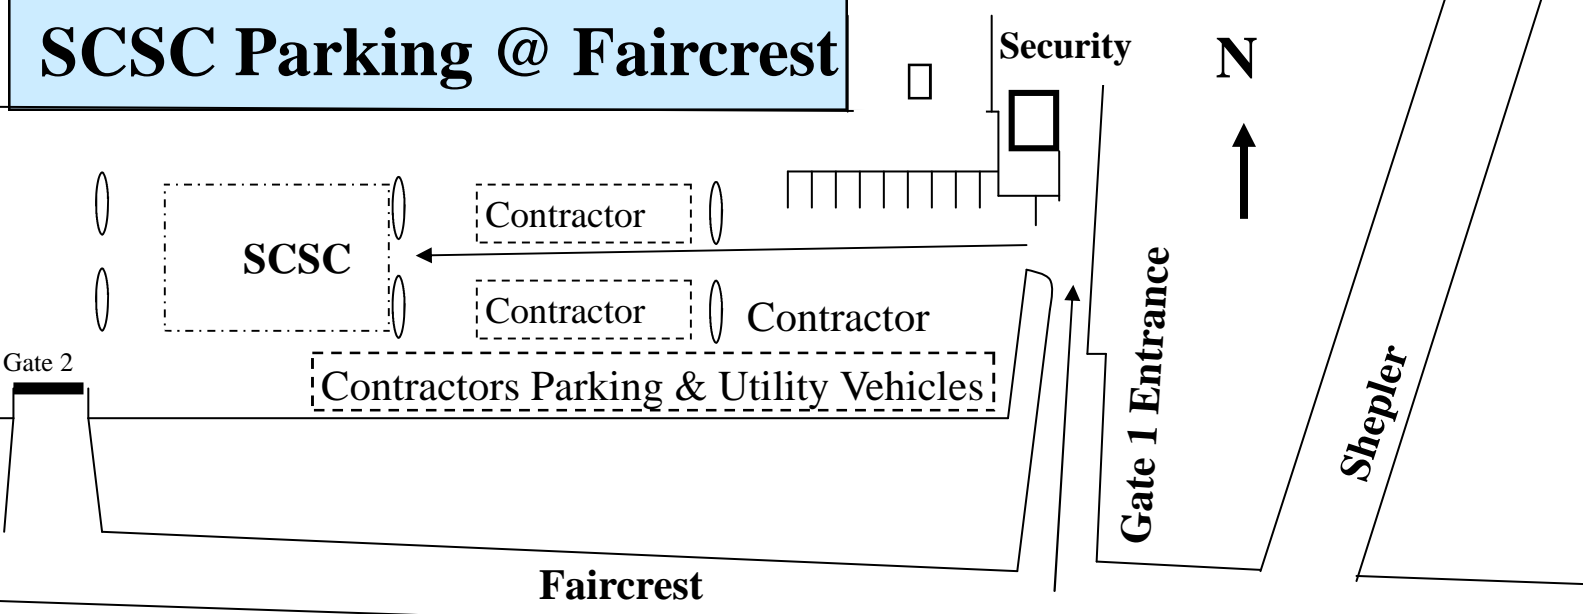 SCSC Parking @ Faircrest
Security
N
Contractor
SCSC
Contractor
Contractor
Gate 2
Contractors Parking & Utility Vehicles
Gate 1 Entrance
Shepler
Faircrest